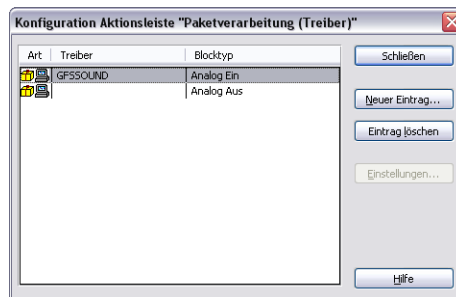 Konfiguration Aktionsleiste "Paketverarbeitung (Treiber)"
Art Treiber Blocktyp
GFSSOUND Analog Ein
Analog Aus
Schließen
Neuer Eintrag...
Eintrag löschen
Einstellungen...
Hilfe